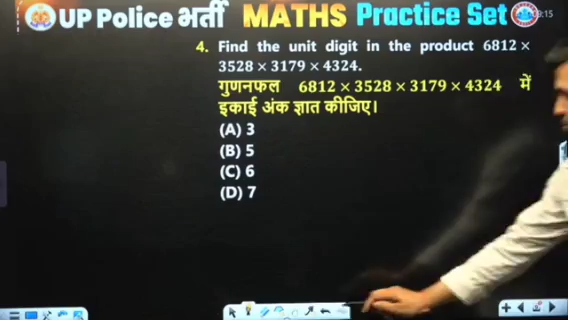 UP Police भर्ती MATHS Practice Set
4. Find the unit digit in the product 6812 ×
3528 × 3179 × 4324.
गुणनफल 6812 × 3528 × 3179 × 4324 में
इकाई अंक ज्ञात कीजिए।
(A) 3
(B) 5
(C) 6
(D) 7